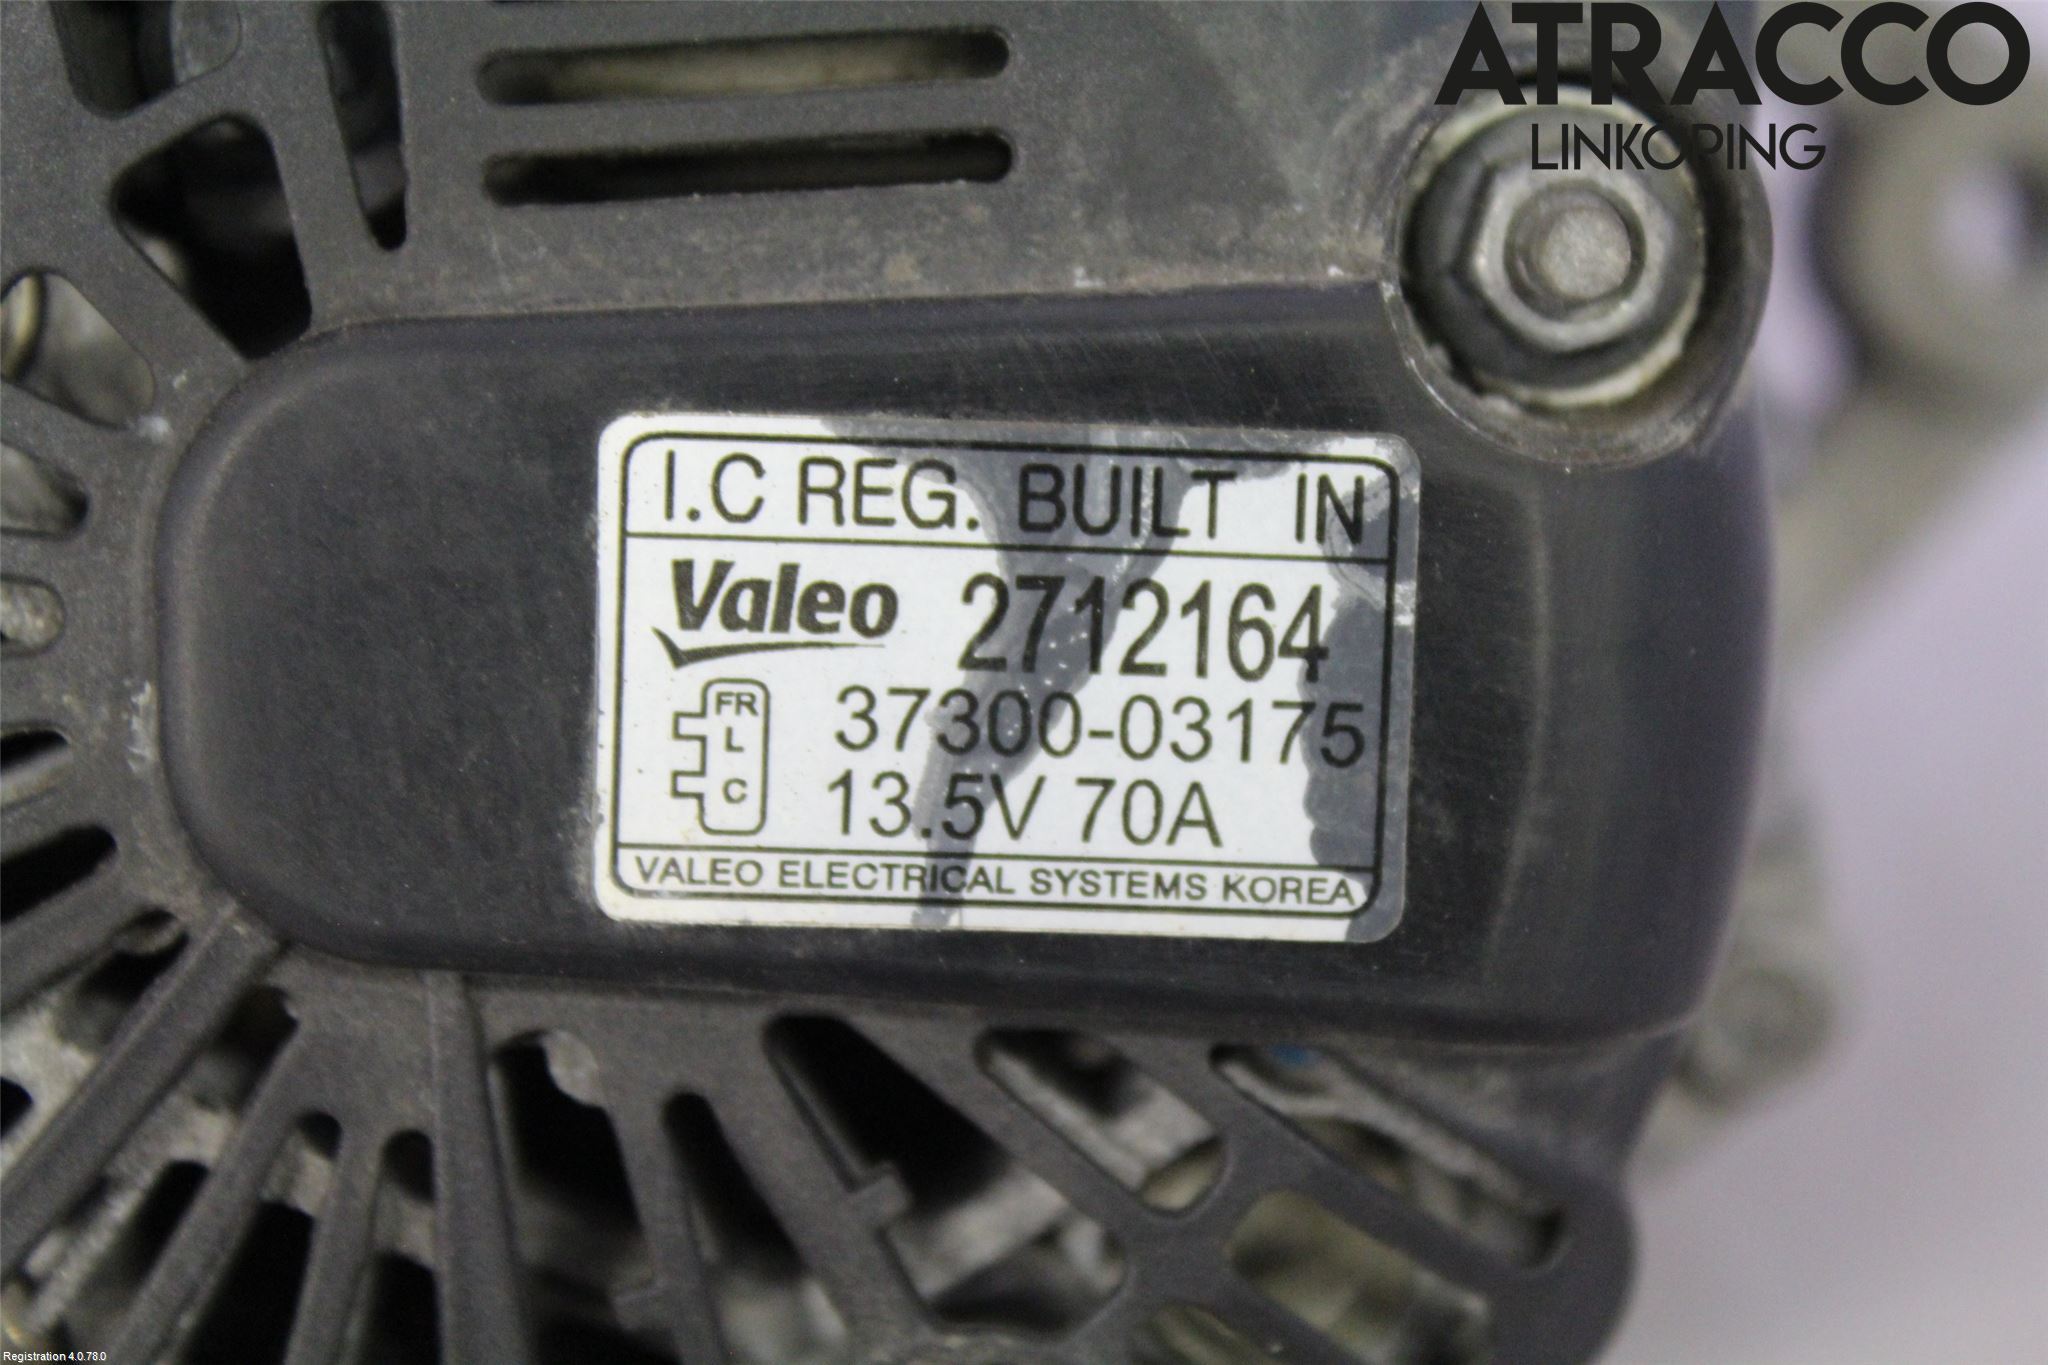 ATRACCO
LINKÖPING
I.C REG. BUILT IN
Valeo 2712164
FR
L
C
37300-03175
13.5V 70A
VALEO ELECTRICAL SYSTEMS KOREA
Registration 4.0.78.0